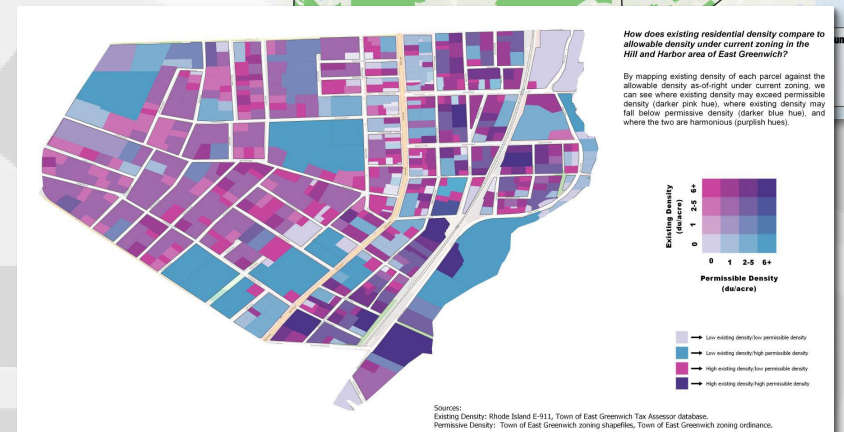 How does existing residential density compare to
allowable density under current zoning in the
Hill and Harbor area of East Greenwich?
By mapping existing density of each parcel against the
allowable density as-of-right under current zoning, we
can see where existing density may exceed permissible
density (darker pink hue), where existing density may
fall below permissive density (darker blue hue), and
where the two are harmonious (purplish hues).
Existing Density
(du/acre)
6+
2-5
1
0
0 1 2-5 6+
Permissible Density
(du/acre)
Low existing density/low permissible density
Low existing density/high permissible density
High existing density/low permissible density
High existing density/high permissible density
Sources:
Existing Density: Rhode Island E-911, Town of East Greenwich Tax Assessor database.
Permissive Density: Town of East Greenwich zoning shapefiles, Town of East Greenwich zoning ordinance.